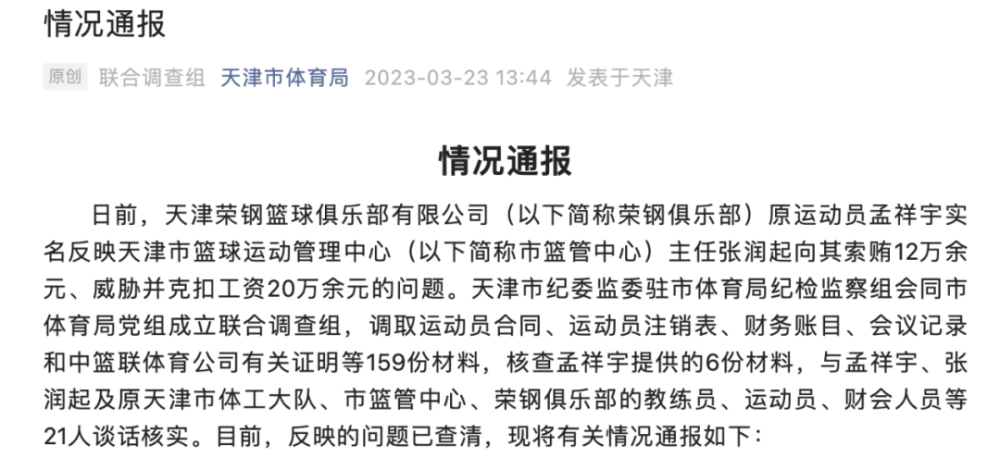 情况通报
原创 联合调查组 天津市体育局 2023-03-23 13:44 发表于天津
情况通报
日前，天津荣钢篮球俱乐部有限公司（以下简称荣钢俱乐部）原运动员孟祥宇实
名反映天津市篮球运动管理中心（以下简称市篮管中心）主任张润起向其索贿12万余
元、威胁并克扣工资20万余元的问题。天津市纪委监委驻市体育局纪检监察组会同市
体育局党组成立联合调查组，调取运动员合同、运动员注销表、财务账目、会议记录
和中篮联体育公司有关证明等159份材料，核查孟祥宇提供的6份材料，与孟祥宇、张
润起及原天津市体工大队、市篮管中心、荣钢俱乐部的教练员、运动员、财会人员等
21人谈话核实。目前，反映的问题已查清，现将有关情况通报如下：